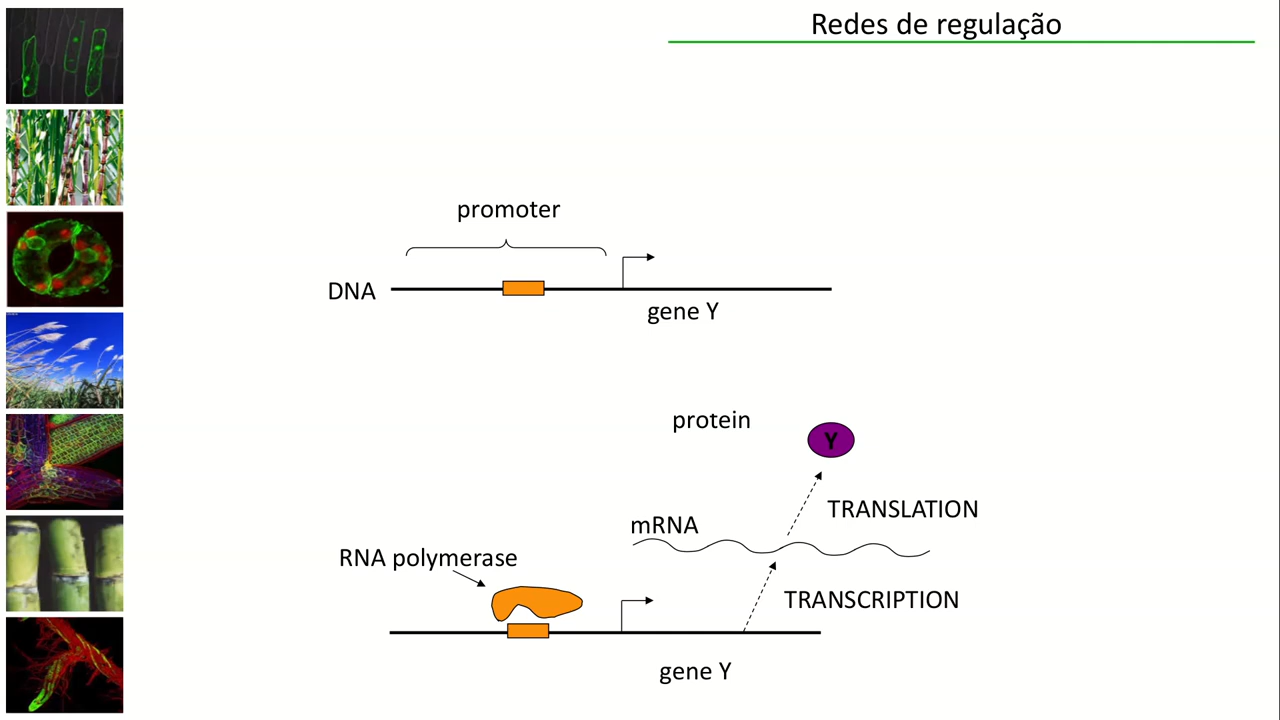 Redes de regulação
promoter
DNA
gene Y
protein
Y
TRANSLATION
mRNA
RNA polymerase
TRANSCRIPTION
gene Y